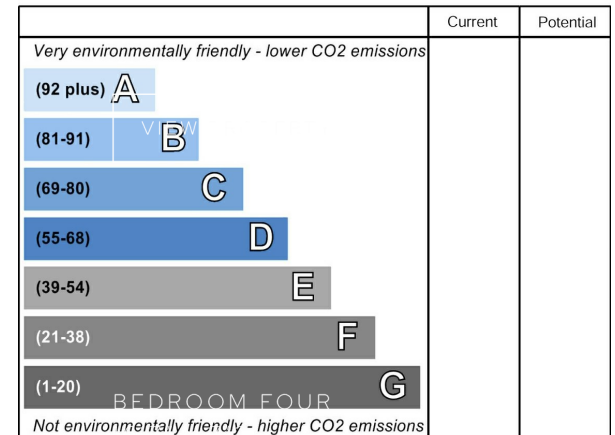 Current Potential
Very environmentally friendly - lower CO2 emissions
(92 plus) A
VIEW
(81-91) B
(69-80) C
(55-68) D
(39-54) E
(21-38) F
(1-20) G
BEDROOM FOUR
Not environmentally friendly - higher CO2 emissions